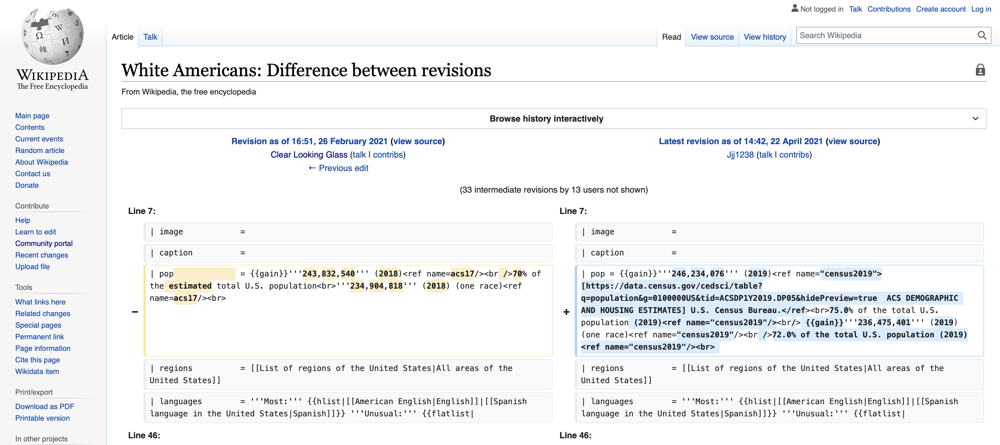 Not logged in Talk Contributions Create account Log in
Article Talk Read View source View history Search Wikipedia
WIKIPEDIA
The Free Encyclopedia
Main page
Contents
Current events
Random article
About Wikipedia
Contact us
Donate
Contribute
Help
Learn to edit
Community portal
Recent changes
Upload file
Tools
What links here
Related changes
Special pages
Permanent link
Page information
Cite this page
Wikidata item
Print/export
Download as PDF
Printable version
In other projects
White Americans: Difference between revisions
From Wikipedia, the free encyclopedia
Browse history interactively
Revision as of 16:51, 26 February 2021 (view source)
Clear Looking Glass (talk | contribs)
← Previous edit
Latest revision as of 14:42, 22 April 2021 (view source)
Jjj1238 (talk | contribs)
(33 intermediate revisions by 13 users not shown)
Line 7:
| image =
| caption =
− | pop = {{gain}}'''243,832,540''' (2018)<ref name=acs17/><br />70% of
the estimated total U.S. population<br>'''234,904,818''' (2018) (one race)<ref
name=acs17/><br>
| regions = [[List of regions of the United States|All areas of the
United States]]
| languages = '''Most:''' {{hlist|[[American English|English]]|[[Spanish
language in the United States|Spanish]]}} '''Unusual:''' {{flatlist|
Line 46:
Line 7:
| image =
| caption =
+ | pop = {{gain}}'''246,234,076''' (2019)<ref name="census2019">
[https://data.census.gov/cedsci/table?
q=population&g=0100000US&tid=ACSDP1Y2019.DP05&hidePreview=true ACS DEMOGRAPHIC
AND HOUSING ESTIMATES] U.S. Census Bureau.</ref><br>75.0% of the total U.S.
population (2019)<ref name="census2019"/><br/> {{gain}}'''236,475,401''' (2019)
(one race)<ref name="census2019"/><br />72.0% of the total U.S. population (2019)
<ref name="census2019"/><br>
| regions = [[List of regions of the United States|All areas of the
United States]]
| languages = '''Most:''' {{hlist|[[American English|English]]|[[Spanish
language in the United States|Spanish]]}} '''Unusual:''' {{flatlist|
Line 46: